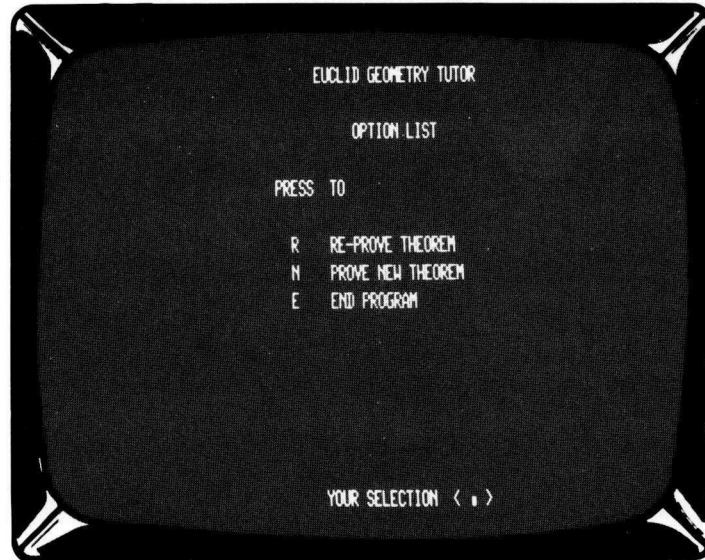 EUCLID GEOMETRY TUTOR
OPTION LIST
PRESS TO
R RE-PROVE THEOREM
N PROVE NEW THEOREM
E END PROGRAM
YOUR SELECTION < ▮ >